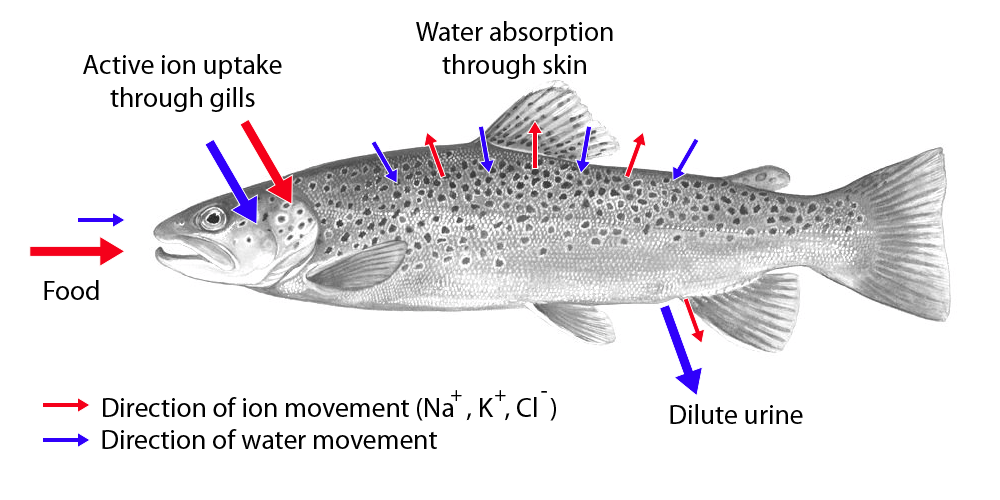 Water absorption
through skin
Active ion uptake
through gills
Food
Direction of ion movement (Na⁺, K⁺, Cl⁻)
Direction of water movement
Dilute urine